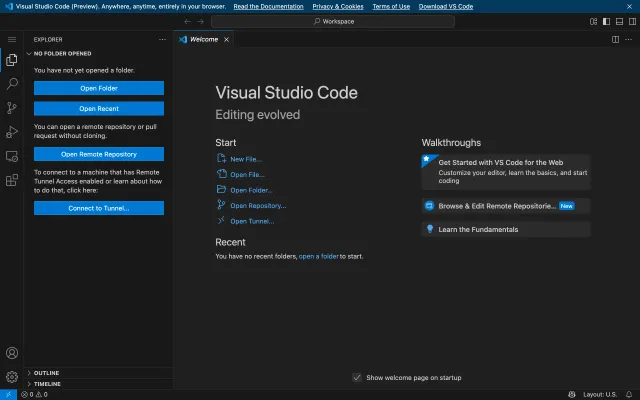 Visual Studio Code (Preview). Anywhere, anytime, entirely in your browser. Read the Documentation Privacy & Cookies Terms of Use Download VS Code
Workspace
EXPLORER
Welcome
NO FOLDER OPENED
You have not yet opened a folder.
Open Folder
Open Recent
You can open a remote repository or pull
request without cloning.
Open Remote Repository
To connect to a machine that has Remote
Tunnel Access enabled or learn about how
to do that, click here:
Connect to Tunnel...
OUTLINE
TIMELINE
Visual Studio Code
Editing evolved
Start
New File...
Open File...
Open Folder...
Open Repository...
Open Tunnel...
Recent
You have no recent folders, open a folder to start.
Walkthroughs
Get Started with VS Code for the Web
Customize your editor, learn the basics, and start
coding
Browse & Edit Remote Repositorie... New
Learn the Fundamentals
Show welcome page on startup
0 0
Layout: U.S.